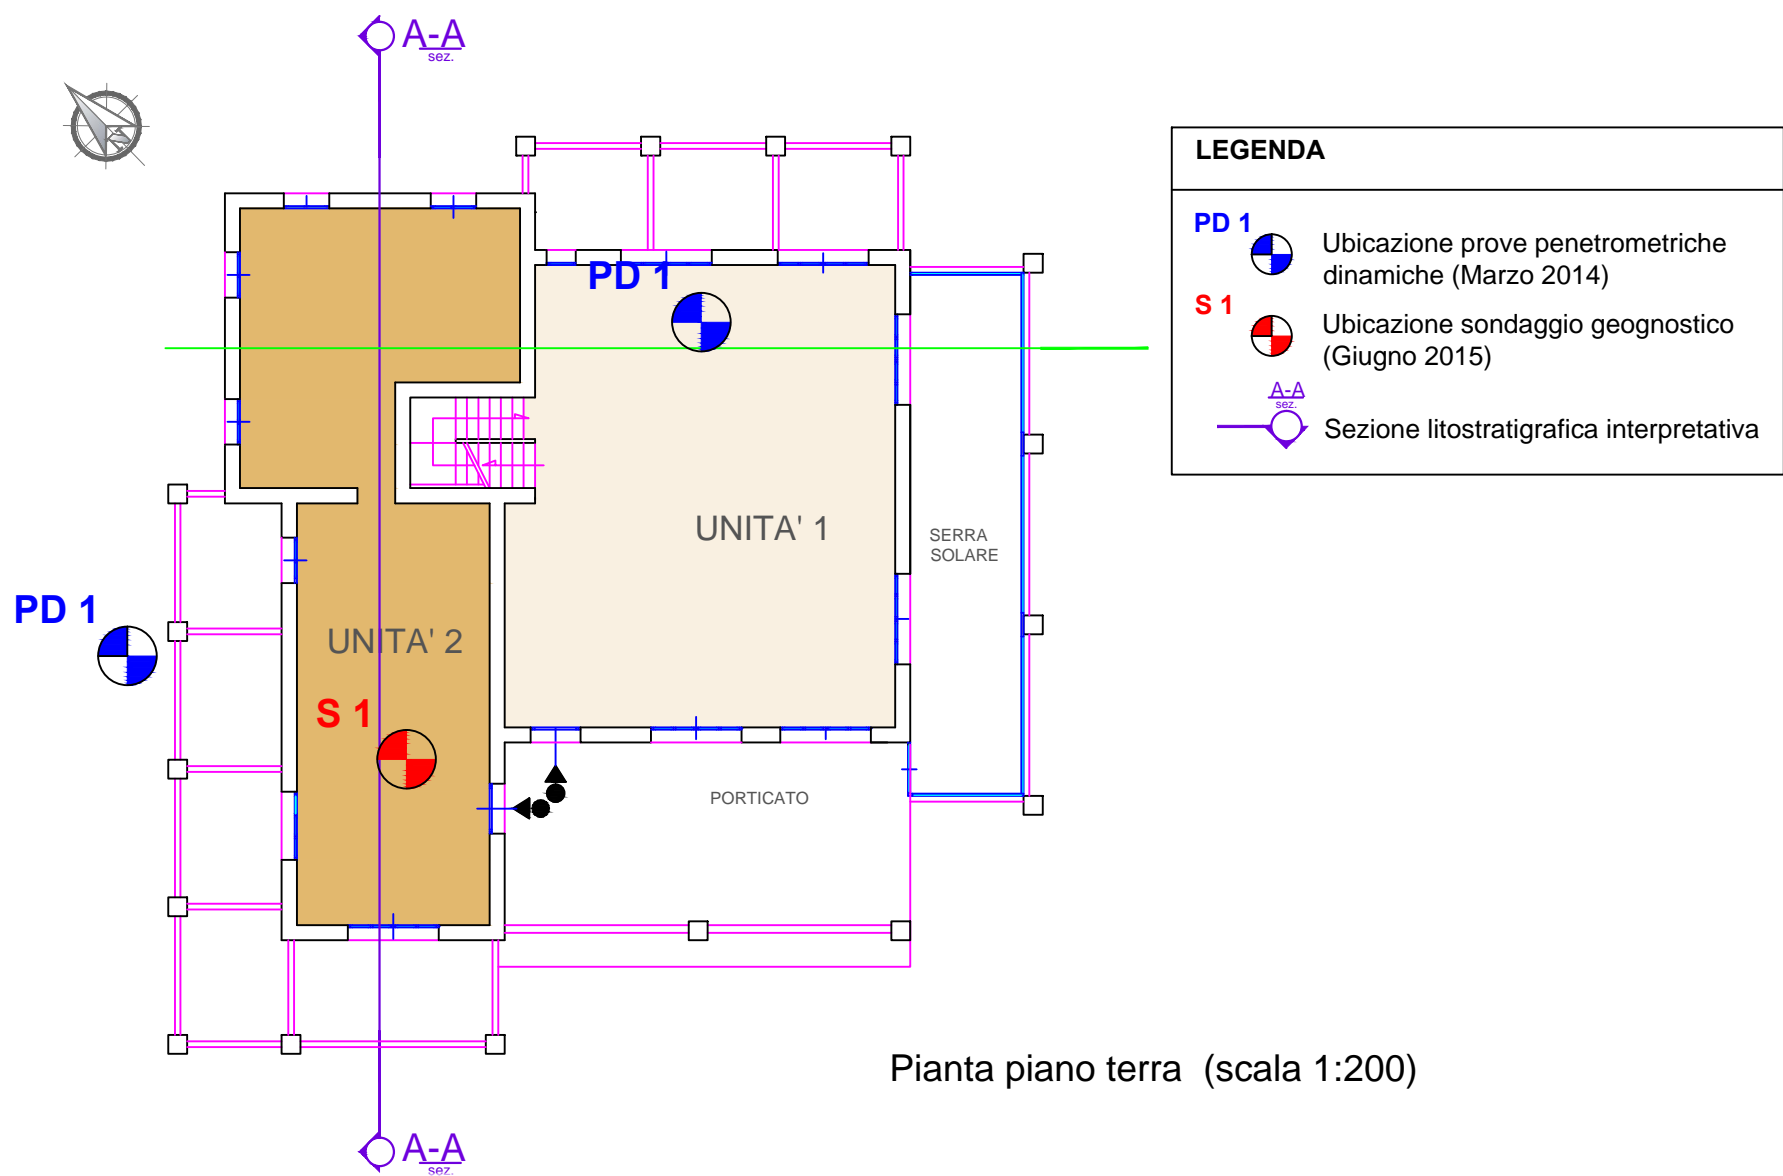 A-A
sez.
LEGENDA
PD 1
Ubicazione prove penetrometriche
dinamiche (Marzo 2014)
S 1
Ubicazione sondaggio geognostico
(Giugno 2015)
A-A
sez.
Sezione litostratigrafica interpretativa
PD 1
UNITA' 1
SERRA
SOLARE
PD 1
UNITA' 2
S 1
PORTICATO
Pianta piano terra (scala 1:200)
A-A
sez.